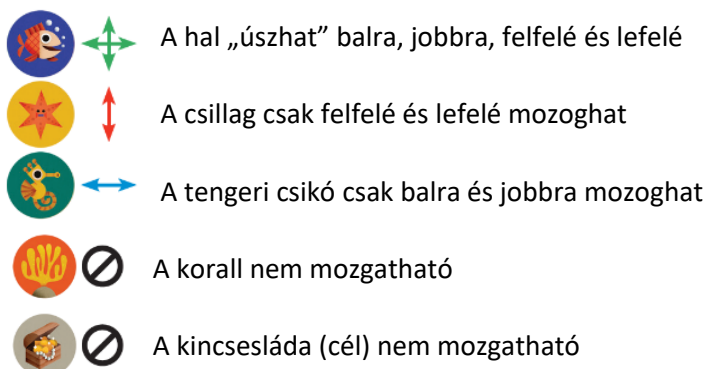 A hal „úszhat” balra, jobbra, felfelé és lefelé
A csillag csak felfelé és lefelé mozoghat
A tengeri csikó csak balra és jobbra mozoghat
A korall nem mozgatható
A kincsesláda (cél) nem mozgatható